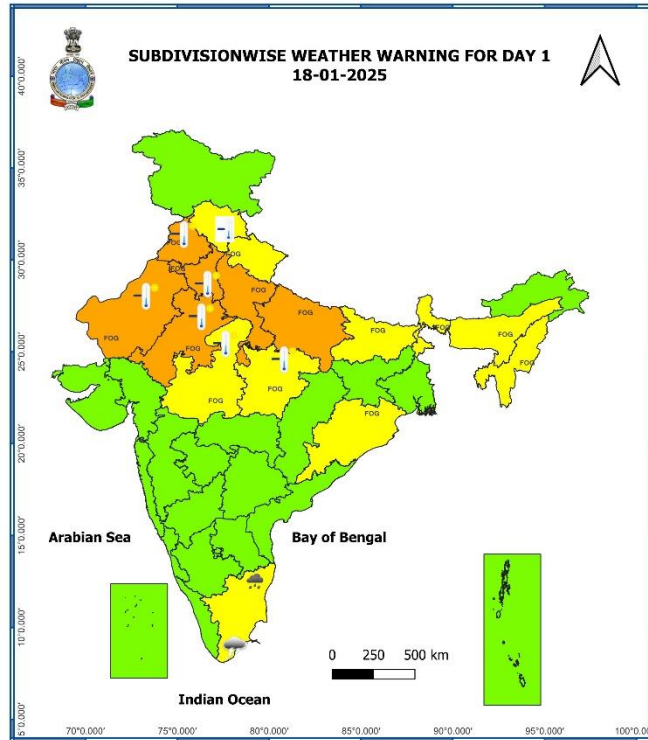 SUBDIVISIONWISE WEATHER WARNING FOR DAY 1
18-01-2025
40°0.000'
35°0.000'
30°0.000'
25°0.000'
20°0.000'
15°0.000'
10°0.000'
5°0.000'
FOG
FOG
FOG
FOG
FOG
FOG
FOG
FOG
FOG
FOG
FOG
FOG
FOG
FOG
Arabian Sea
Bay of Bengal
0 250 500 km
Indian Ocean
70°0.000' 75°0.000' 80°0.000' 85°0.000' 90°0.000' 95°0.000' 100°0.0